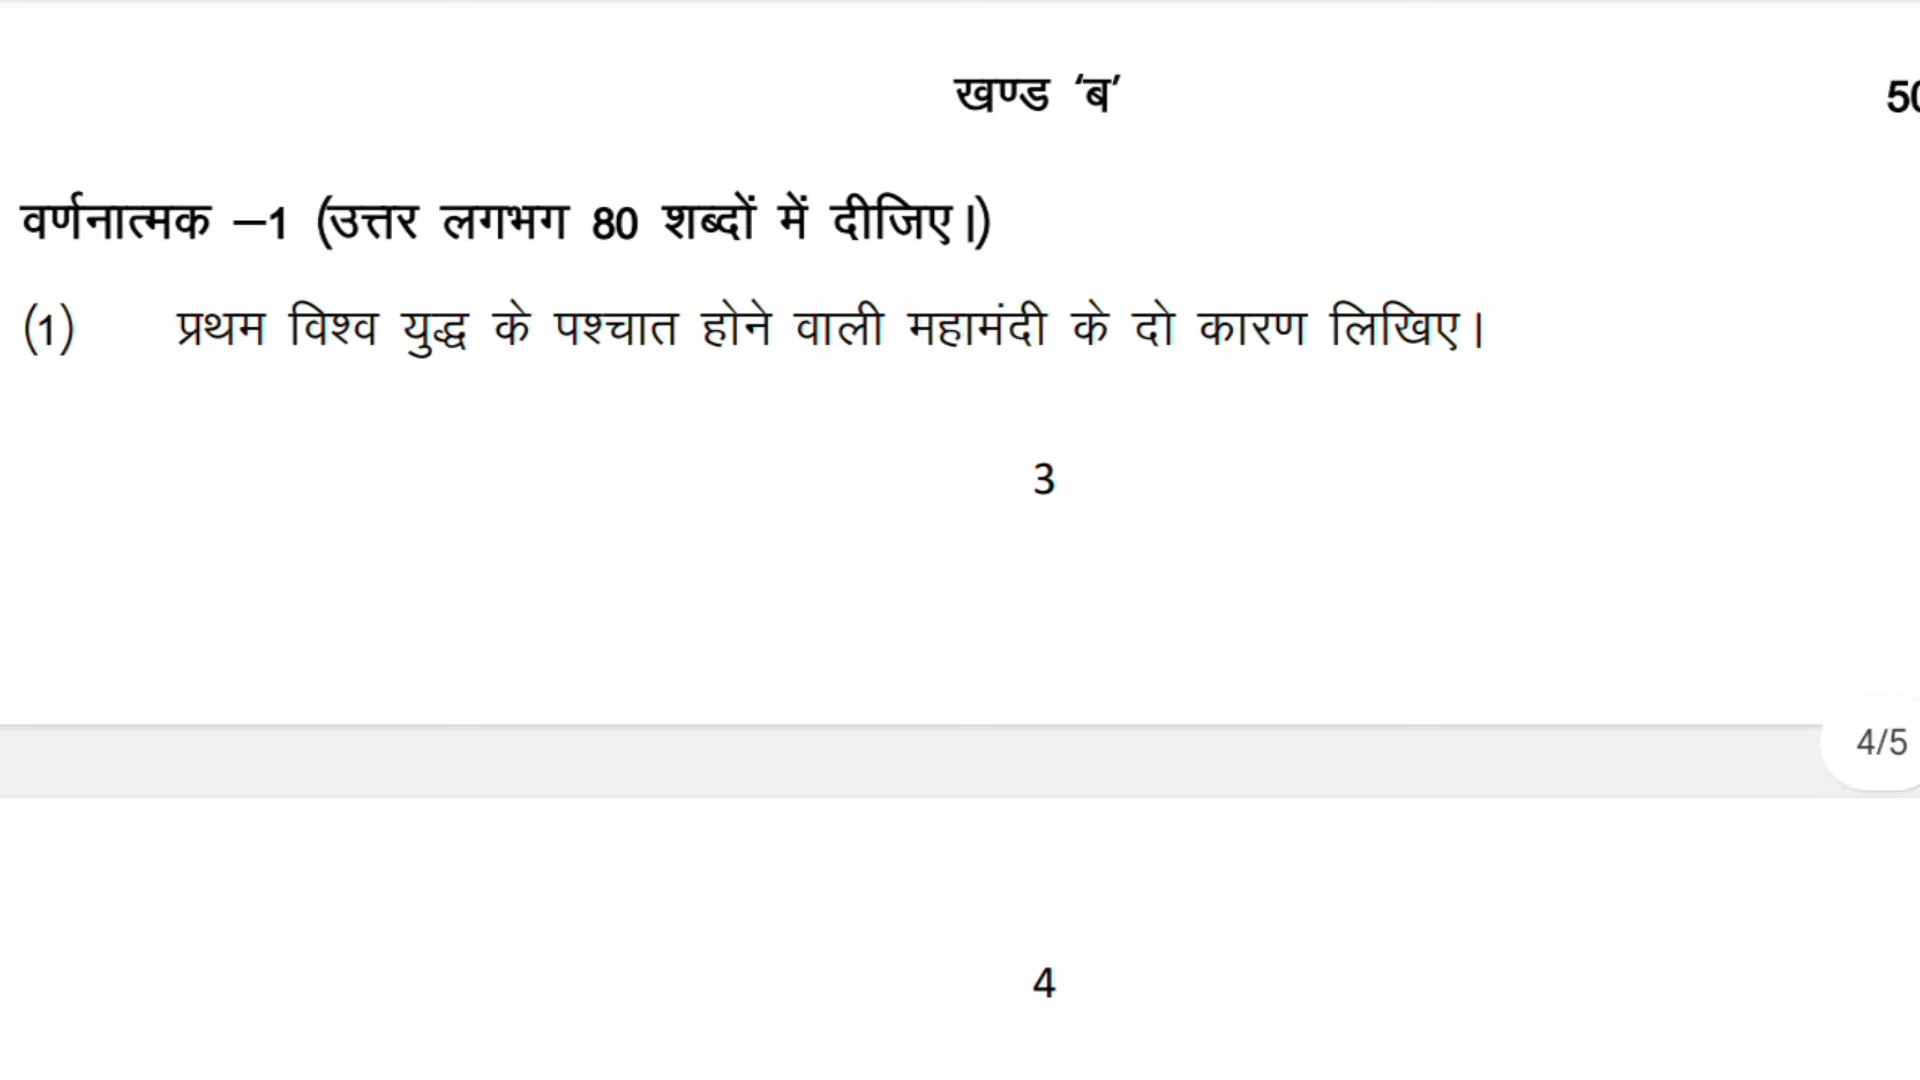 खण्ड ‘ब’
वर्णनात्मक –1 (उत्तर लगभग 80 शब्दों में दीजिए।)
(1) प्रथम विश्व युद्ध के पश्चात होने वाली महामंदी के दो कारण लिखिए।
3
4/5
4